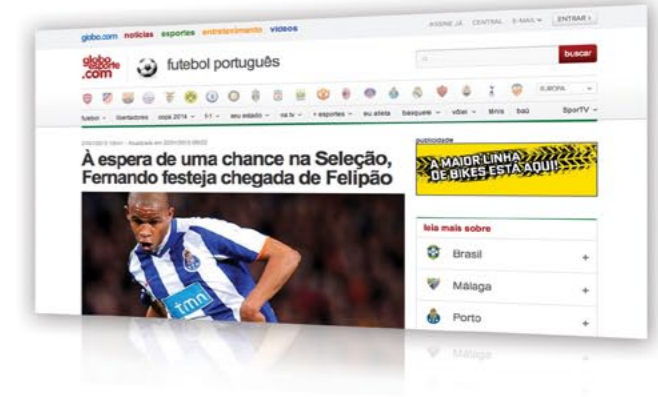 globo.com notícias esportes entretenimento vídeos
ASSINE JÁ CENTRAL E-MAIL ENTRAR
globo
esporte
.com
futebol português
buscar
EUROPA
futebol libertadores copa 2014 F-1 seu estado na tv + esportes eu atleta basquete vôlei tênis baú SporTV
À espera de uma chance na Seleção,
Fernando festeja chegada de Felipão
tmn
publicidade
A MAIOR LINHA
DE BIKES ESTÁ AQUI!
leia mais sobre
Brasil +
Málaga +
Porto +
Málaga